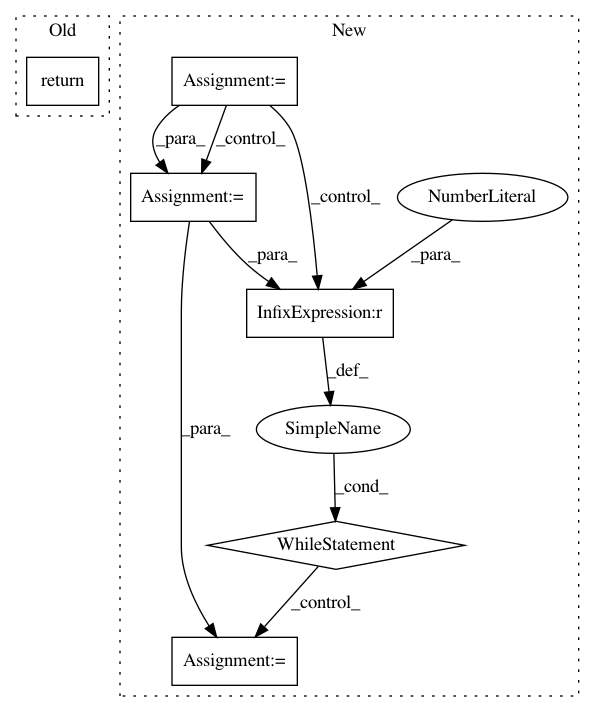 Old
New
return
Assignment:=
_para_
_control_
Assignment:=
_control_
NumberLiteral
_para_
_para_
InfixExpression:r
_def_
_para_
SimpleName
_cond_
WhileStatement
_control_
Assignment:=